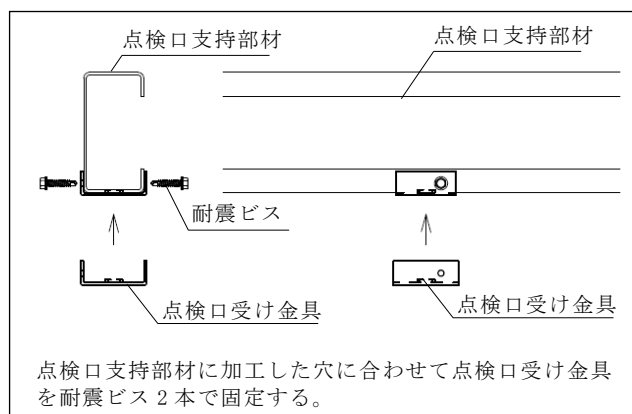 点検口支持部材
点検口支持部材
耐震ビス
点検口受け金具
点検口受け金具
点検口支持部材に加工した穴に合わせて点検口受け金具
を耐震ビス２本で固定する。